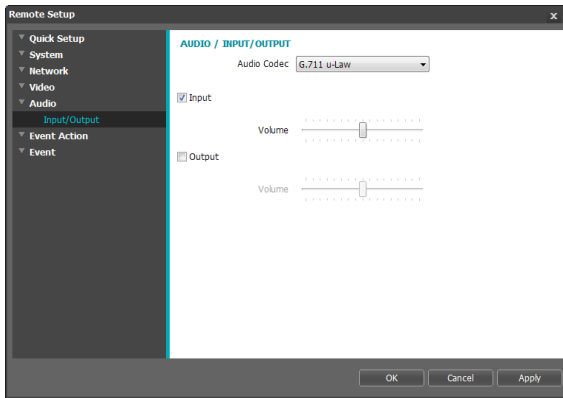 Remote Setup
x
Quick Setup
System
Network
Video
Audio
Input/Output
Event Action
Event
AUDIO / INPUT/OUTPUT
Audio Codec G.711 u-Law
Input
Volume
Output
Volume
OK Cancel Apply